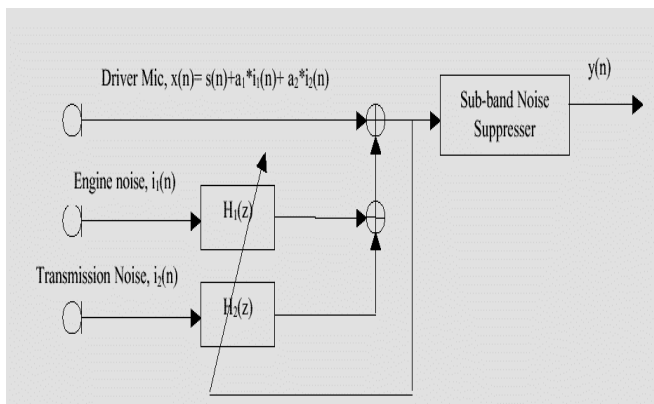 Driver Mic, x(n)= s(n)+a₁*i₁(n)+ a₂*i₂(n)
y(n)
Sub-band Noise
Suppresser
Engine noise, i₁(n)
H₁(z)
Transmission Noise, i₂(n)
H₂(z)